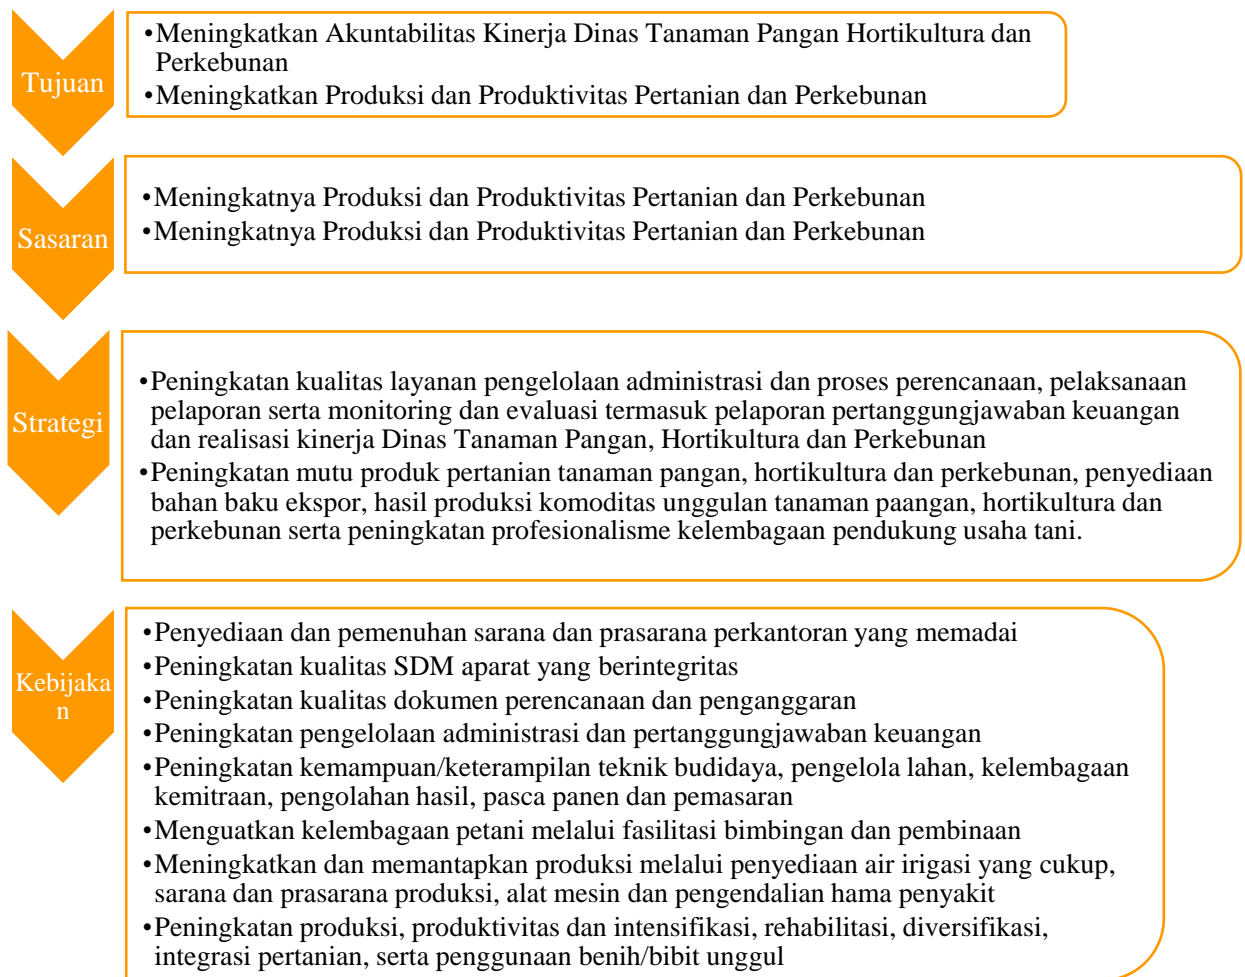 Tujuan
•Meningkatkan Akuntabilitas Kinerja Dinas Tanaman Pangan Hortikultura dan
Perkebunan
•Meningkatkan Produksi dan Produktivitas Pertanian dan Perkebunan
Sasaran
•Meningkatnya Produksi dan Produktivitas Pertanian dan Perkebunan
•Meningkatnya Produksi dan Produktivitas Pertanian dan Perkebunan
Strategi
•Peningkatan kualitas layanan pengelolaan administrasi dan proses perencanaan, pelaksanaan
pelaporan serta monitoring dan evaluasi termasuk pelaporan pertanggungjawaban keuangan
dan realisasi kinerja Dinas Tanaman Pangan, Hortikultura dan Perkebunan
•Peningkatan mutu produk pertanian tanaman pangan, hortikultura dan perkebunan, penyediaan
bahan baku ekspor, hasil produksi komoditas unggulan tanaman paangan, hortikultura dan
perkebunan serta peningkatan profesionalisme kelembagaan pendukung usaha tani.
Kebijaka
n
•Penyediaan dan pemenuhan sarana dan prasarana perkantoran yang memadai
•Peningkatan kualitas SDM aparat yang berintegritas
•Peningkatan kualitas dokumen perencanaan dan penganggaran
•Peningkatan pengelolaan administrasi dan pertanggungjawaban keuangan
•Peningkatan kemampuan/keterampilan teknik budidaya, pengelola lahan, kelembagaan
kemitraan, pengolahan hasil, pasca panen dan pemasaran
•Menguatkan kelembagaan petani melalui fasilitasi bimbingan dan pembinaan
•Meningkatkan dan memantapkan produksi melalui penyediaan air irigasi yang cukup,
sarana dan prasarana produksi, alat mesin dan pengendalian hama penyakit
•Peningkatan produksi, produktivitas dan intensifikasi, rehabilitasi, diversifikasi,
integrasi pertanian, serta penggunaan benih/bibit unggul